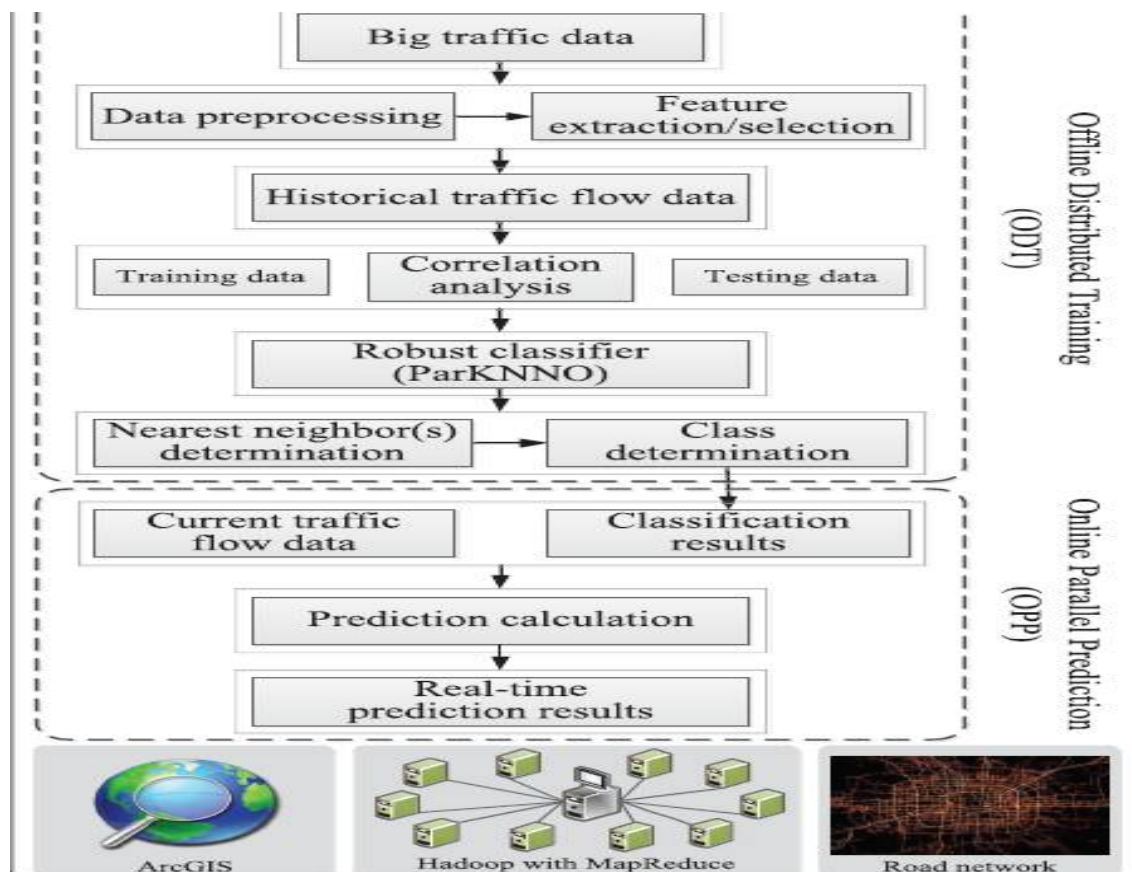 Big traffic data
Data preprocessing
Feature
extraction/selection
Historical traffic flow data
Training data
Correlation
analysis
Testing data
Robust classifier
(ParKNNO)
Nearest neighbor(s)
determination
Class
determination
Offline Distributed Training
(ODT)
Current traffic
flow data
Classification
results
Prediction calculation
Real-time
prediction results
Online Parallel Prediction
(OPP)
ArcGIS
Hadoop with MapReduce
Road network